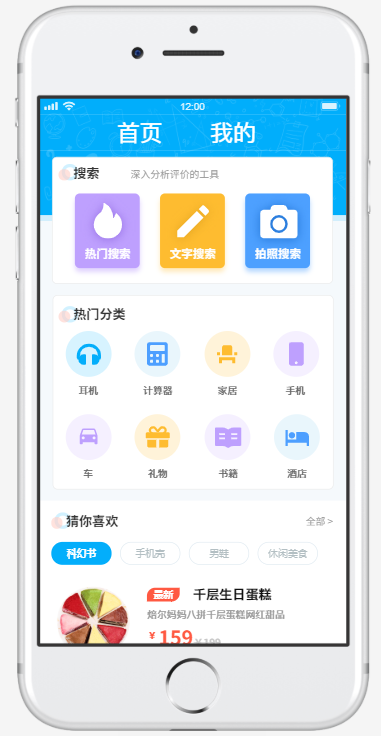 12:00
首页 我的
搜索 深入分析评价的工具
热门搜索 文字搜索 拍照搜索
热门分类
耳机 计算器 家居 手机
车 礼物 书籍 酒店
猜你喜欢 全部 >
科幻书 手机壳 男鞋 休闲美食
最新 千层生日蛋糕
焙尔妈妈八拼千层蛋糕网红甜品
¥ 159 ¥ 199